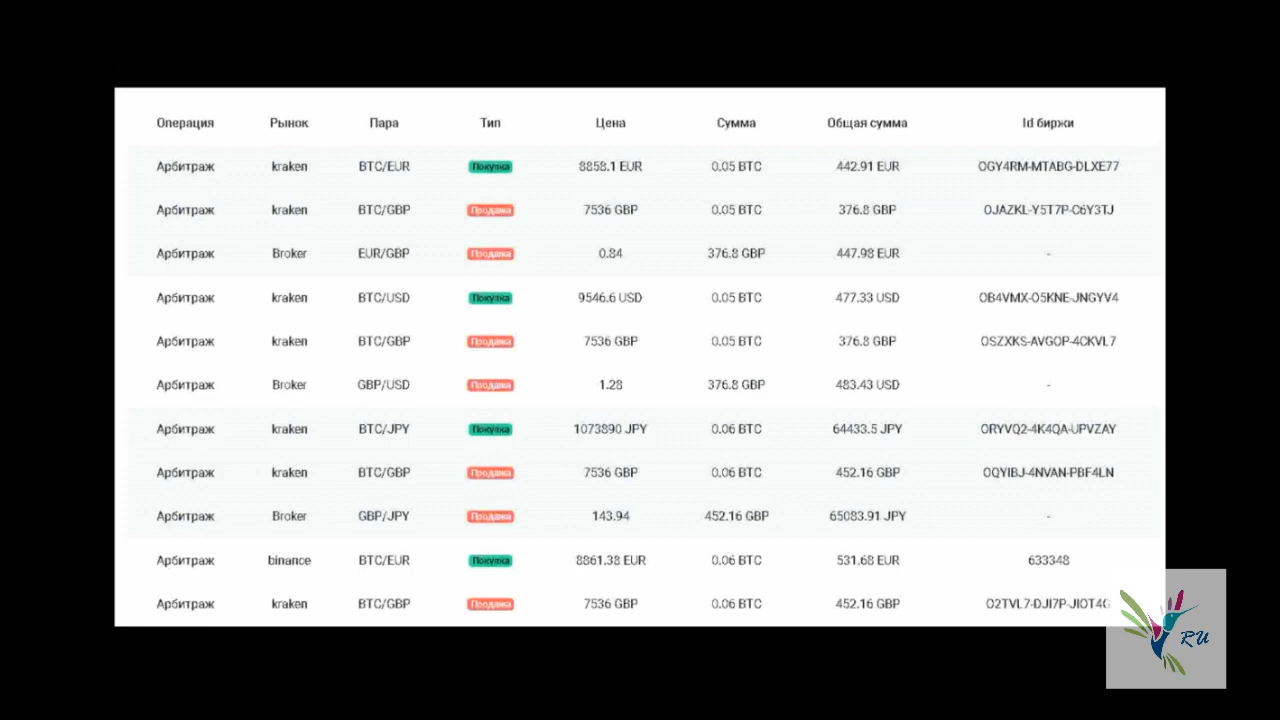 Операция Рынок Пара Тип Цена Сумма Общая сумма Id биржи
Арбитраж kraken BTC/EUR Покупка 8858.1 EUR 0.05 BTC 442.91 EUR OGY4RM-MTABG-DLXE77
Арбитраж kraken BTC/GBP Продажа 7536 GBP 0.05 BTC 376.8 GBP OJAZKL-Y5T7P-C6Y3TJ
Арбитраж Broker EUR/GBP Продажа 0.84 376.8 GBP 447.98 EUR -
Арбитраж kraken BTC/USD Покупка 9546.6 USD 0.05 BTC 477.33 USD OB4VMX-O5KNE-JNGYV4
Арбитраж kraken BTC/GBP Продажа 7536 GBP 0.05 BTC 376.8 GBP OSZXKS-AVGOP-4CKVL7
Арбитраж Broker GBP/USD Продажа 1.28 376.8 GBP 483.43 USD -
Арбитраж kraken BTC/JPY Покупка 1073890 JPY 0.06 BTC 64433.5 JPY ORYVQ2-4K4QA-UPVZAY
Арбитраж kraken BTC/GBP Продажа 7536 GBP 0.06 BTC 452.16 GBP OQYIBJ-4NVAN-PBF4LN
Арбитраж Broker GBP/JPY Продажа 143.94 452.16 GBP 65083.91 JPY -
Арбитраж binance BTC/EUR Покупка 8861.38 EUR 0.06 BTC 531.68 EUR 633348
Арбитраж kraken BTC/GBP Продажа 7536 GBP 0.06 BTC 452.16 GBP O2TVL7-DJI7P-JIOT4G
RU